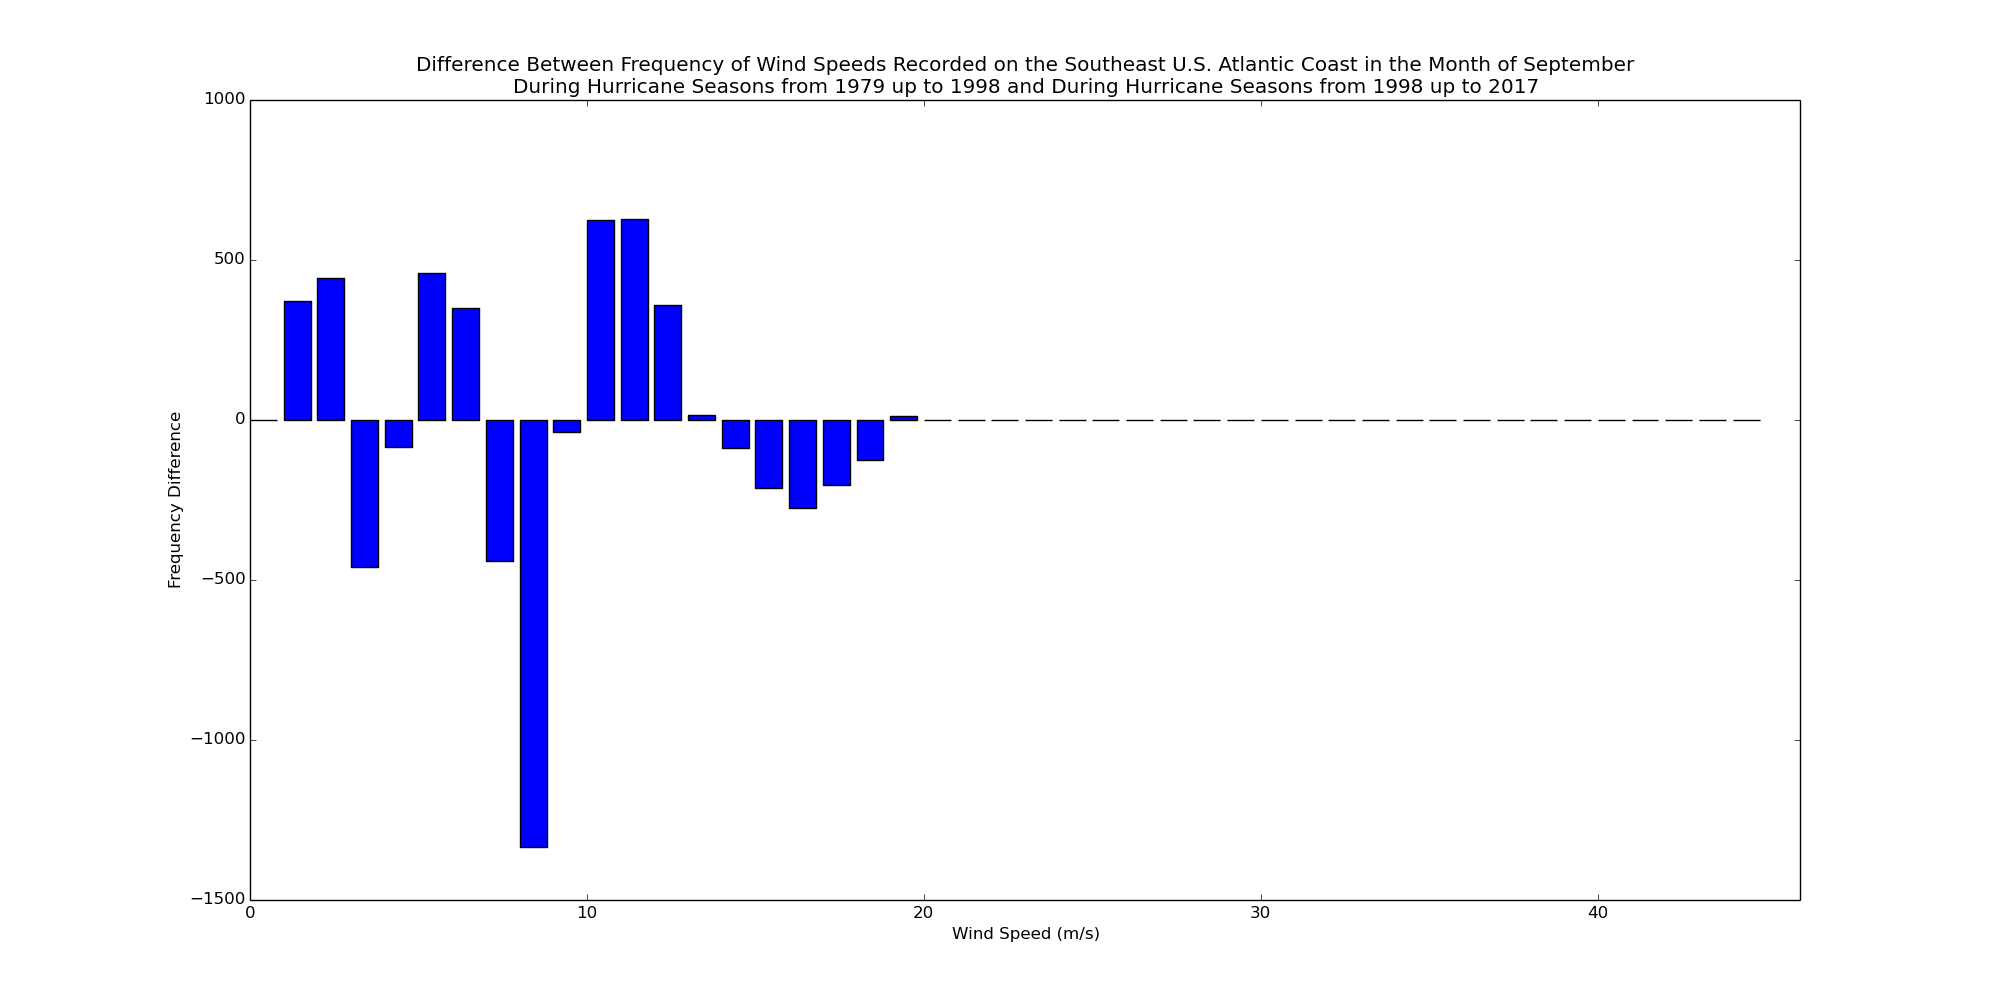 Difference Between Frequency of Wind Speeds Recorded on the Southeast U.S. Atlantic Coast in the Month of September
During Hurricane Seasons from 1979 up to 1998 and During Hurricane Seasons from 1998 up to 2017
1000
500
0
−500
−1000
−1500
Frequency Difference
0 10 20 30 40
Wind Speed (m/s)